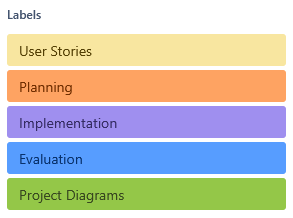 Labels
User Stories
Planning
Implementation
Evaluation
Project Diagrams